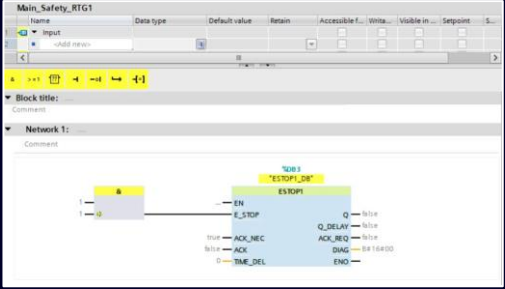 Main_Safety_RTG1
Name Data type Default value Retain Accessible f... Writa... Visible in ... Setpoint S...
1 Input
2 <Add new>
& >=1 [??] ⊣ –o| ↦ ⊣[=]
Block title: .....
Comment
Network 1: .....
Comment
%DB3
"ESTOP1_DB"
& ESTOP1
1 ... EN
1 E_STOP Q false
Q_DELAY false
true ACK_NEC ACK_REQ false
false ACK DIAG B#16#00
0 TIME_DEL ENO